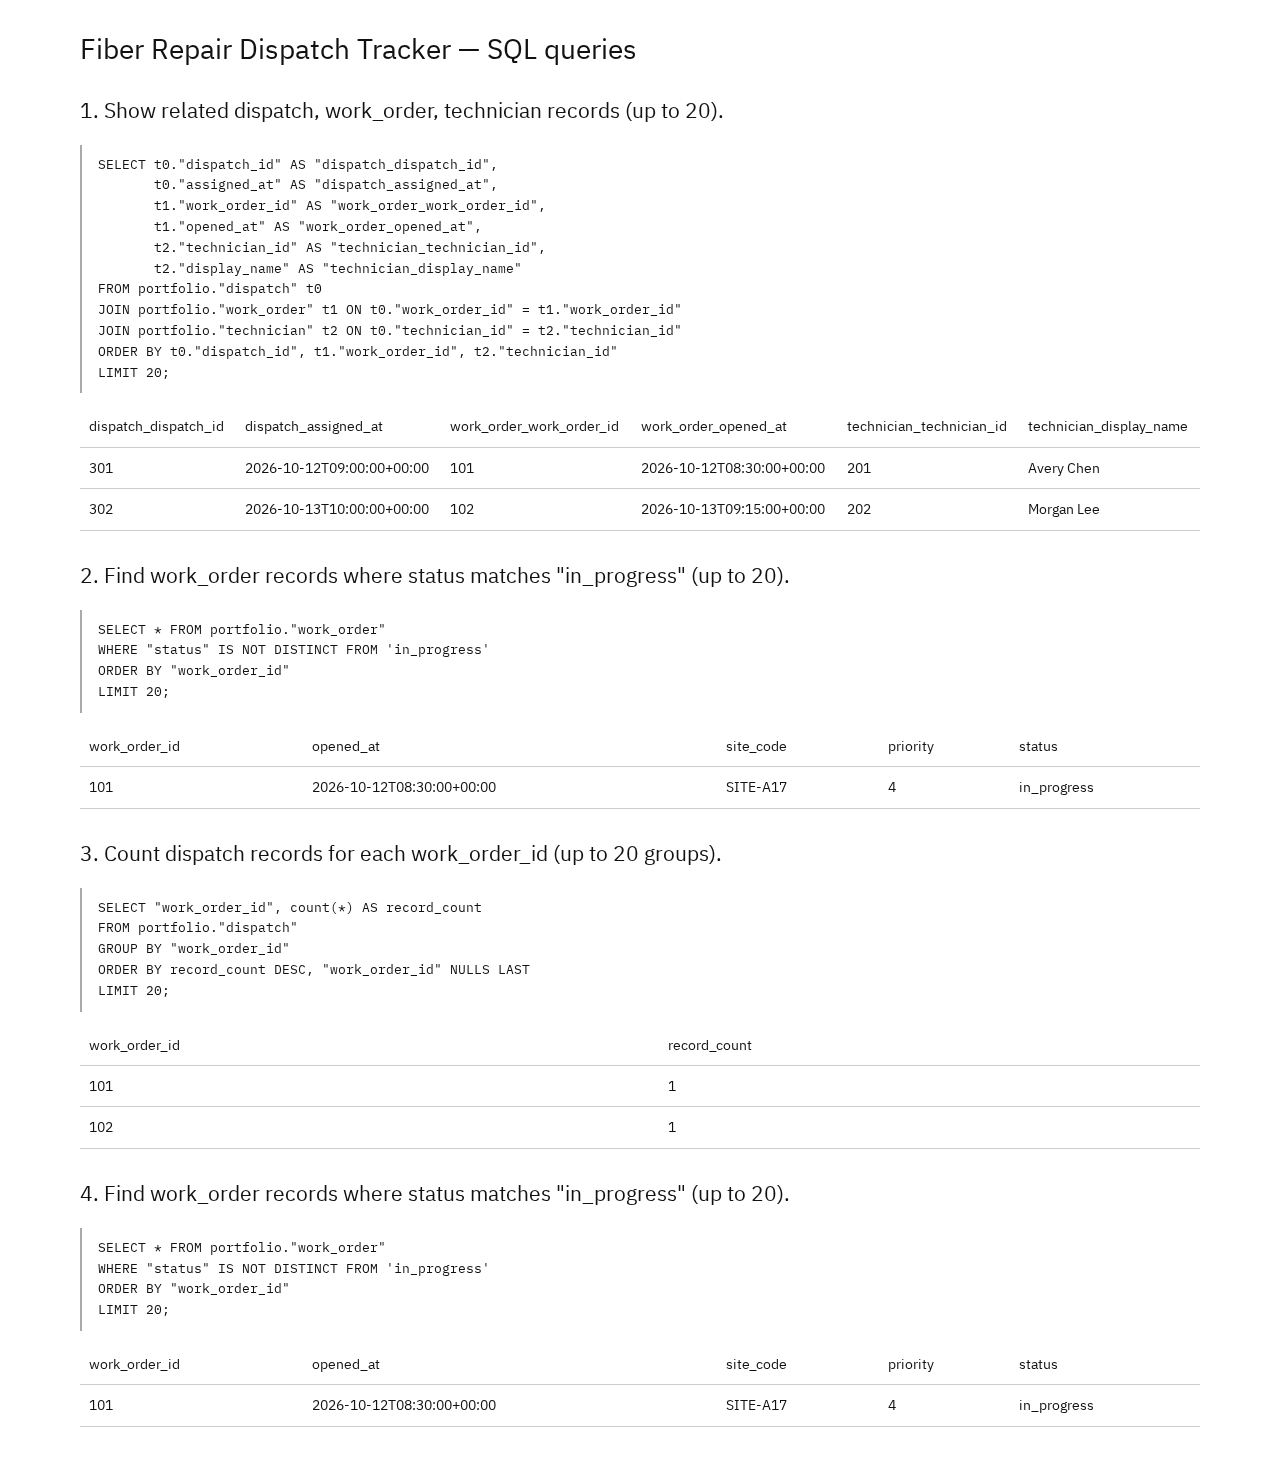 Fiber Repair Dispatch Tracker — SQL queries
1. Show related dispatch, work_order, technician records (up to 20).
SELECT t0."dispatch_id" AS "dispatch_dispatch_id",
t0."assigned_at" AS "dispatch_assigned_at",
t1."work_order_id" AS "work_order_work_order_id",
t1."opened_at" AS "work_order_opened_at",
t2."technician_id" AS "technician_technician_id",
t2."display_name" AS "technician_display_name"
FROM portfolio."dispatch" t0
JOIN portfolio."work_order" t1 ON t0."work_order_id" = t1."work_order_id"
JOIN portfolio."technician" t2 ON t0."technician_id" = t2."technician_id"
ORDER BY t0."dispatch_id", t1."work_order_id", t2."technician_id"
LIMIT 20;
dispatch_dispatch_id dispatch_assigned_at work_order_work_order_id work_order_opened_at technician_technician_id technician_display_name
301 2026-10-12T09:00:00+00:00 101 2026-10-12T08:30:00+00:00 201 Avery Chen
302 2026-10-13T10:00:00+00:00 102 2026-10-13T09:15:00+00:00 202 Morgan Lee
2. Find work_order records where status matches "in_progress" (up to 20).
SELECT * FROM portfolio."work_order"
WHERE "status" IS NOT DISTINCT FROM 'in_progress'
ORDER BY "work_order_id"
LIMIT 20;
work_order_id opened_at site_code priority status
101 2026-10-12T08:30:00+00:00 SITE-A17 4 in_progress
3. Count dispatch records for each work_order_id (up to 20 groups).
SELECT "work_order_id", count(*) AS record_count
FROM portfolio."dispatch"
GROUP BY "work_order_id"
ORDER BY record_count DESC, "work_order_id" NULLS LAST
LIMIT 20;
work_order_id record_count
101 1
102 1
4. Find work_order records where status matches "in_progress" (up to 20).
SELECT * FROM portfolio."work_order"
WHERE "status" IS NOT DISTINCT FROM 'in_progress'
ORDER BY "work_order_id"
LIMIT 20;
work_order_id opened_at site_code priority status
101 2026-10-12T08:30:00+00:00 SITE-A17 4 in_progress